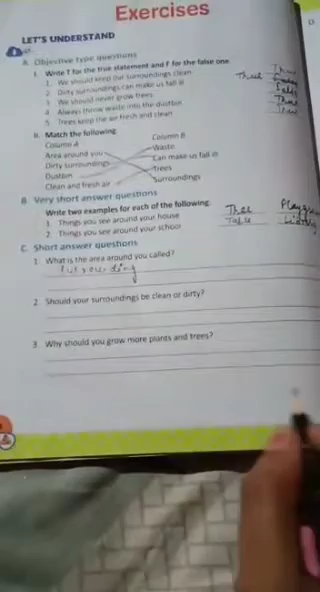 Exercises
LET'S UNDERSTAND
A. Objective type questions
I. Write T for the true statement and F for the false one.
1. We should keep our surroundings clean.
2. Dirty surroundings can make us fall ill.
3. We should never grow trees.
4. Always throw waste into the dustbin.
5. Trees keep the air fresh and clean.
II. Match the following.
Column A Column B
Area around you Waste
Dirty surroundings Can make us fall ill
Dustbin Trees
Clean and fresh air Surroundings
B. Very short answer questions
Write two examples for each of the following.
1. Things you see around your house
2. Things you see around your school
C. Short answer questions
1. What is the area around you called?
2. Should your surroundings be clean or dirty?
3. Why should you grow more plants and trees?